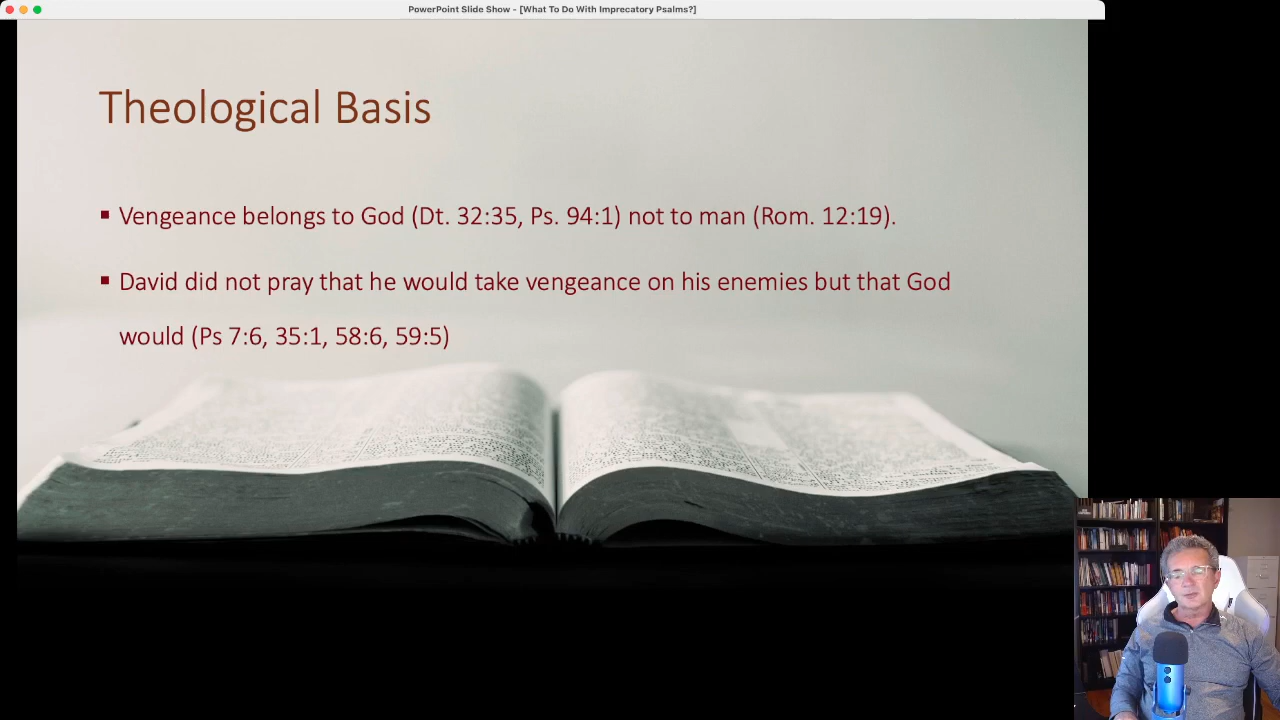 PowerPoint Slide Show - [What To Do With Imprecatory Psalms?]
Theological Basis
▪ Vengeance belongs to God (Dt. 32:35, Ps. 94:1) not to man (Rom. 12:19).
▪ David did not pray that he would take vengeance on his enemies but that God
would (Ps 7:6, 35:1, 58:6, 59:5)